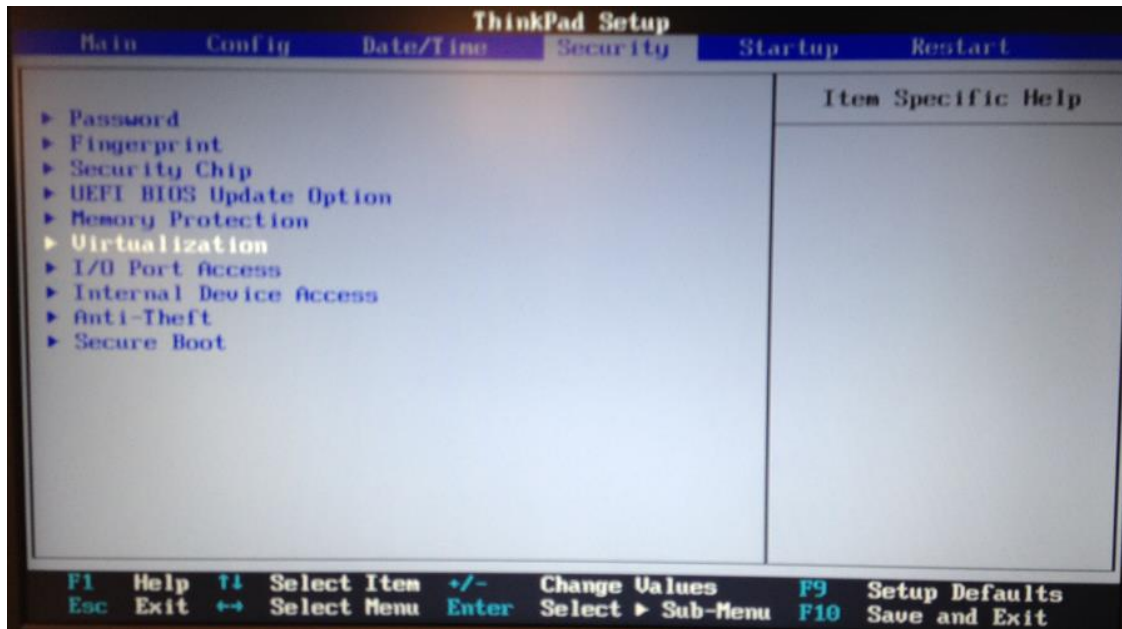 ThinkPad Setup
Main Config Date/Time Security Startup Restart
Item Specific Help
▶ Password
▶ Fingerprint
▶ Security Chip
▶ UEFI BIOS Update Option
▶ Memory Protection
▶ Virtualization
▶ I/O Port Access
▶ Internal Device Access
▶ Anti-Theft
▶ Secure Boot
F1 Help ↑↓ Select Item +/- Change Values F9 Setup Defaults
Esc Exit ↔ Select Menu Enter Select ▶ Sub-Menu F10 Save and Exit